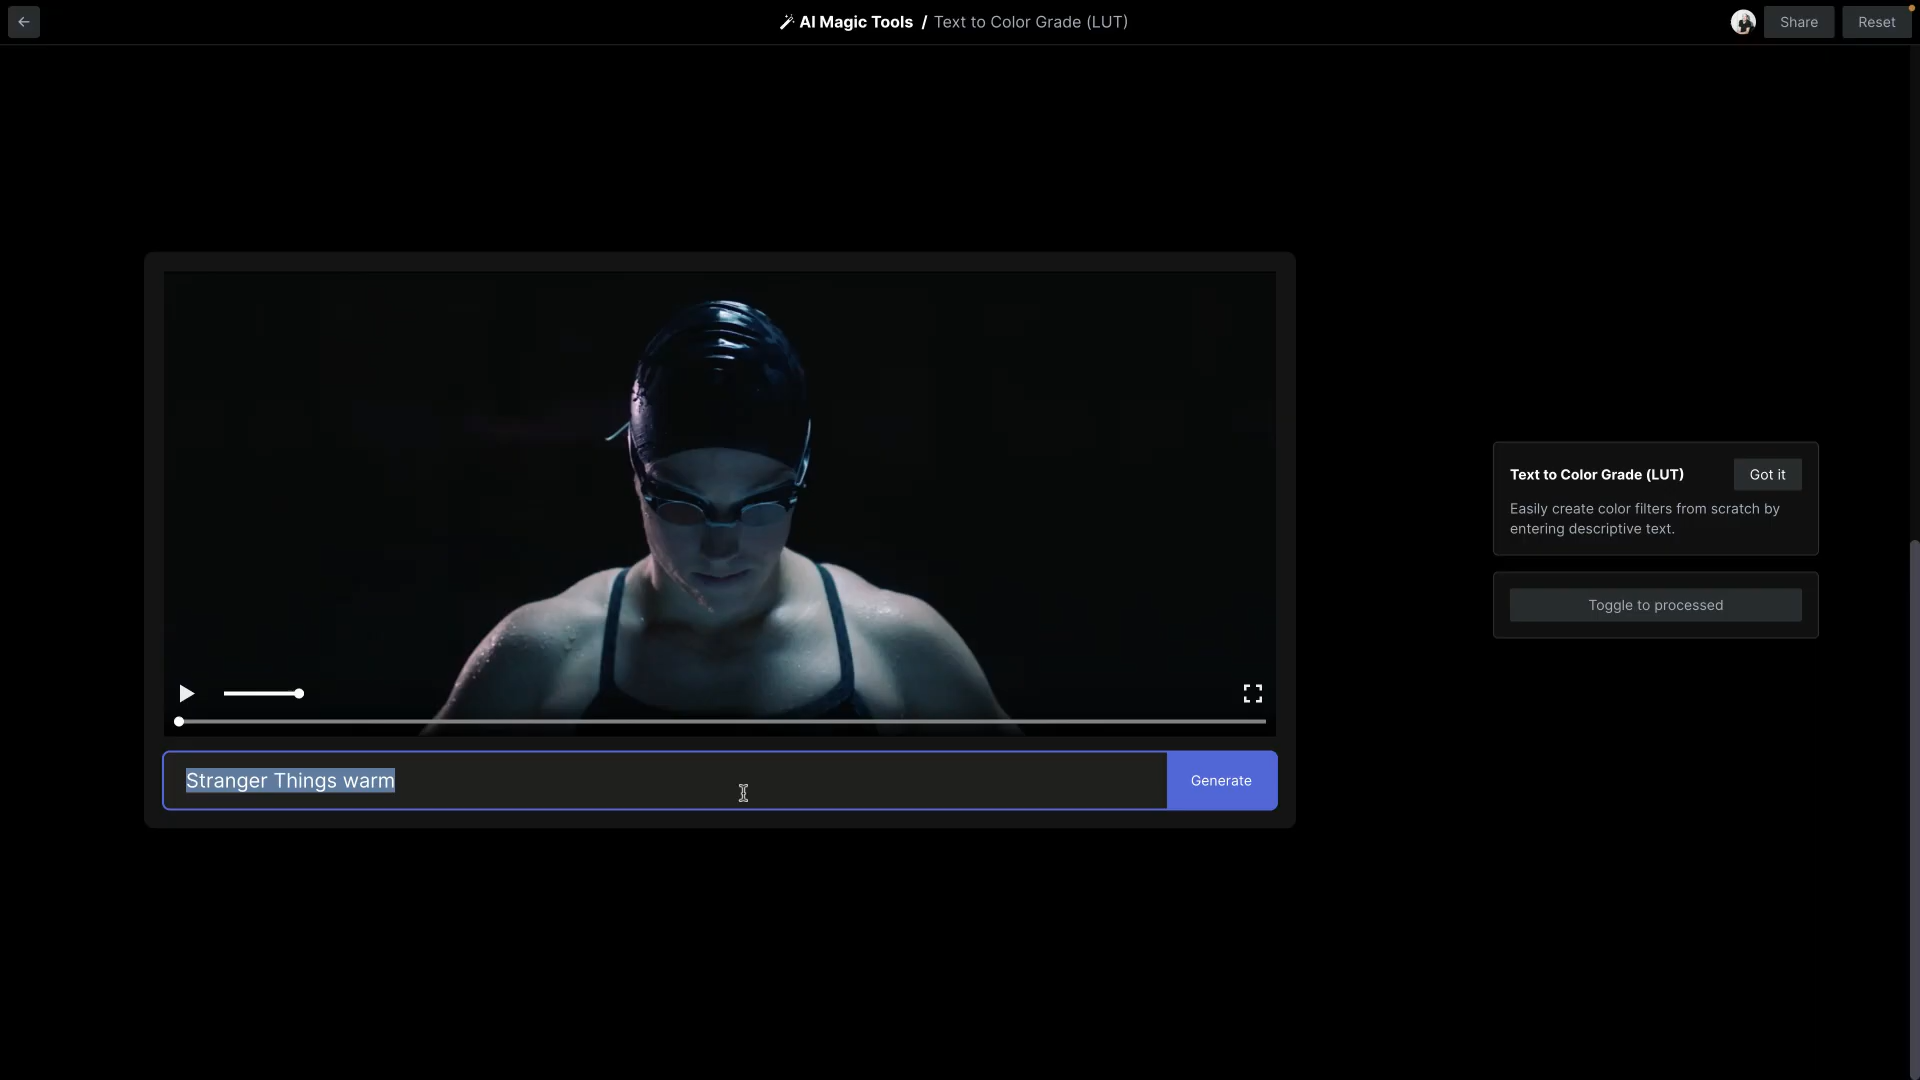 AI Magic Tools / Text to Color Grade (LUT)
Share
Reset
Text to Color Grade (LUT)
Got it
Easily create color filters from scratch by
entering descriptive text.
Toggle to processed
Stranger Things warm
Generate